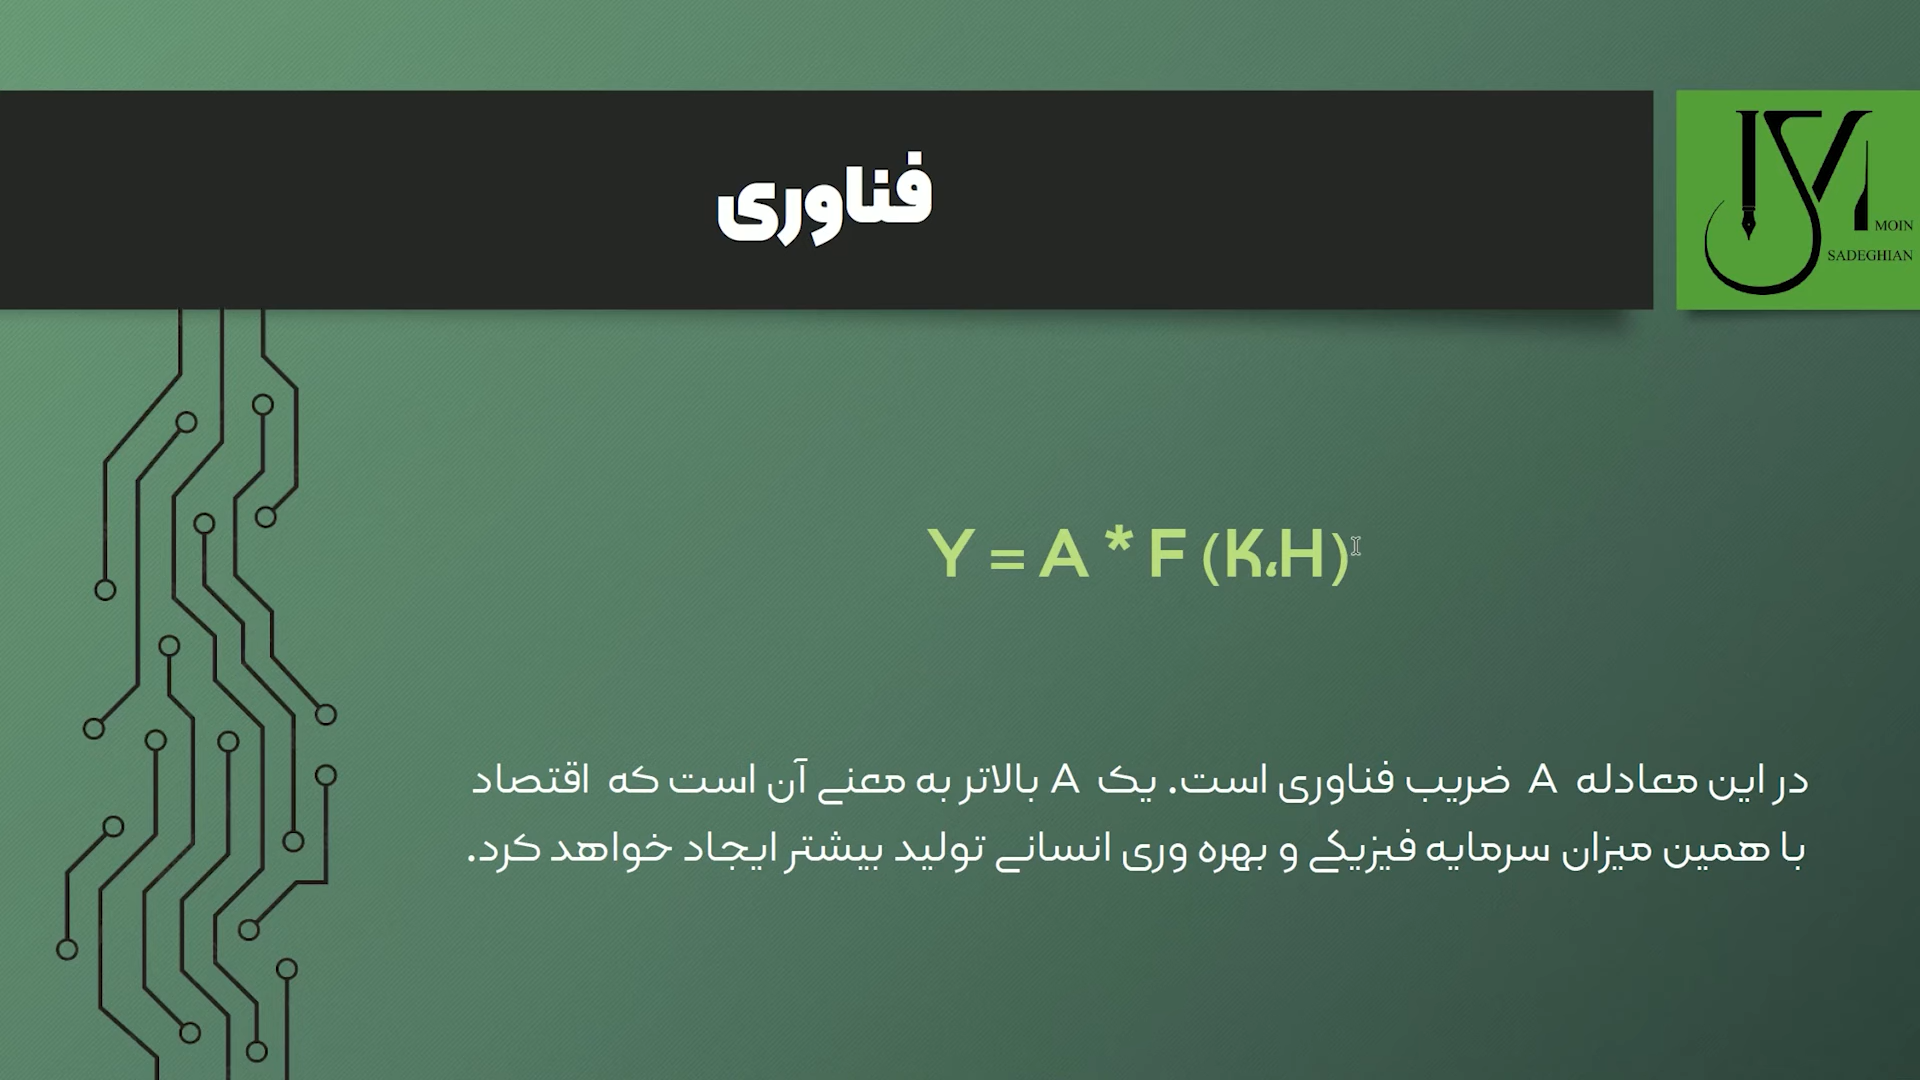 فناوری
MOIN
SADEGHIAN
Y = A * F (K،H)
در این معادله A ضریب فناوری است. یک A بالاتر به معنی آن است که اقتصاد
با همین میزان سرمایه فیزیکی و بهره وری انسانی تولید بیشتر ایجاد خواهد کرد.